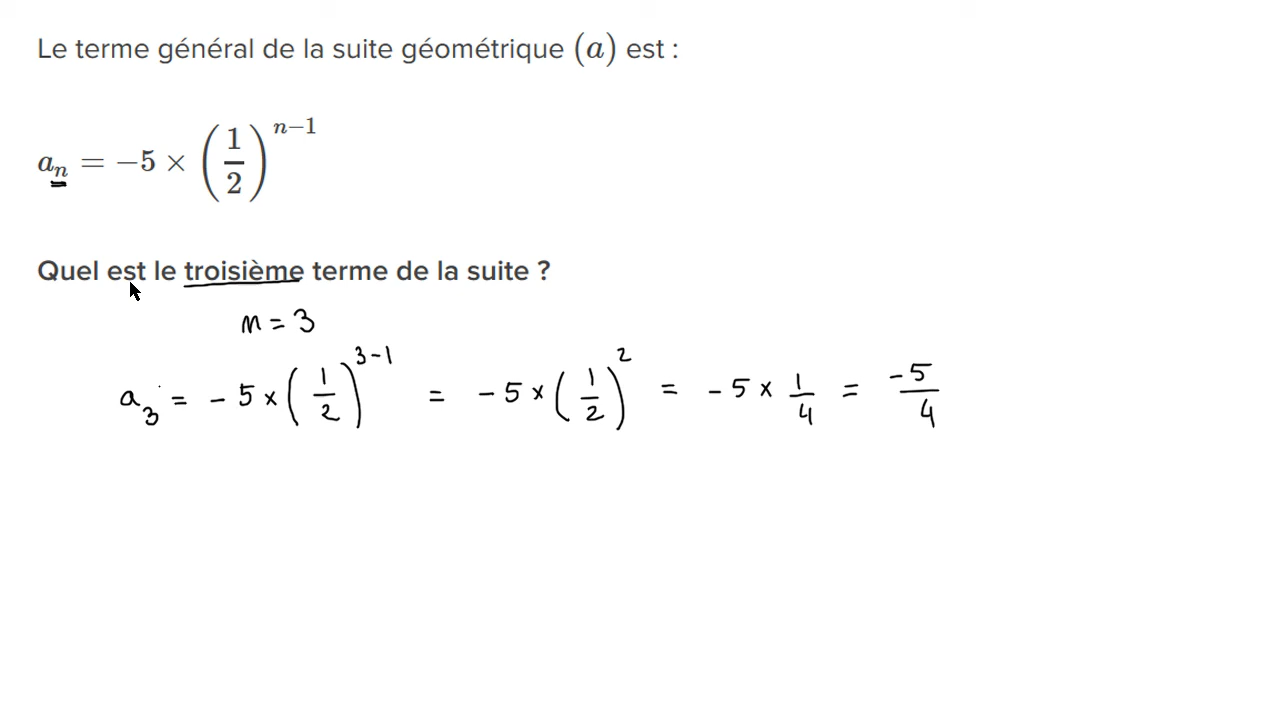 Le terme général de la suite géométrique (a) est :
aₙ = −5 × (1/2)ⁿ⁻¹
Quel est le troisième terme de la suite ?
n = 3
a₃ = - 5 × (1/2)³⁻¹ = - 5 × (1/2)² = - 5 × 1/4 = -5/4